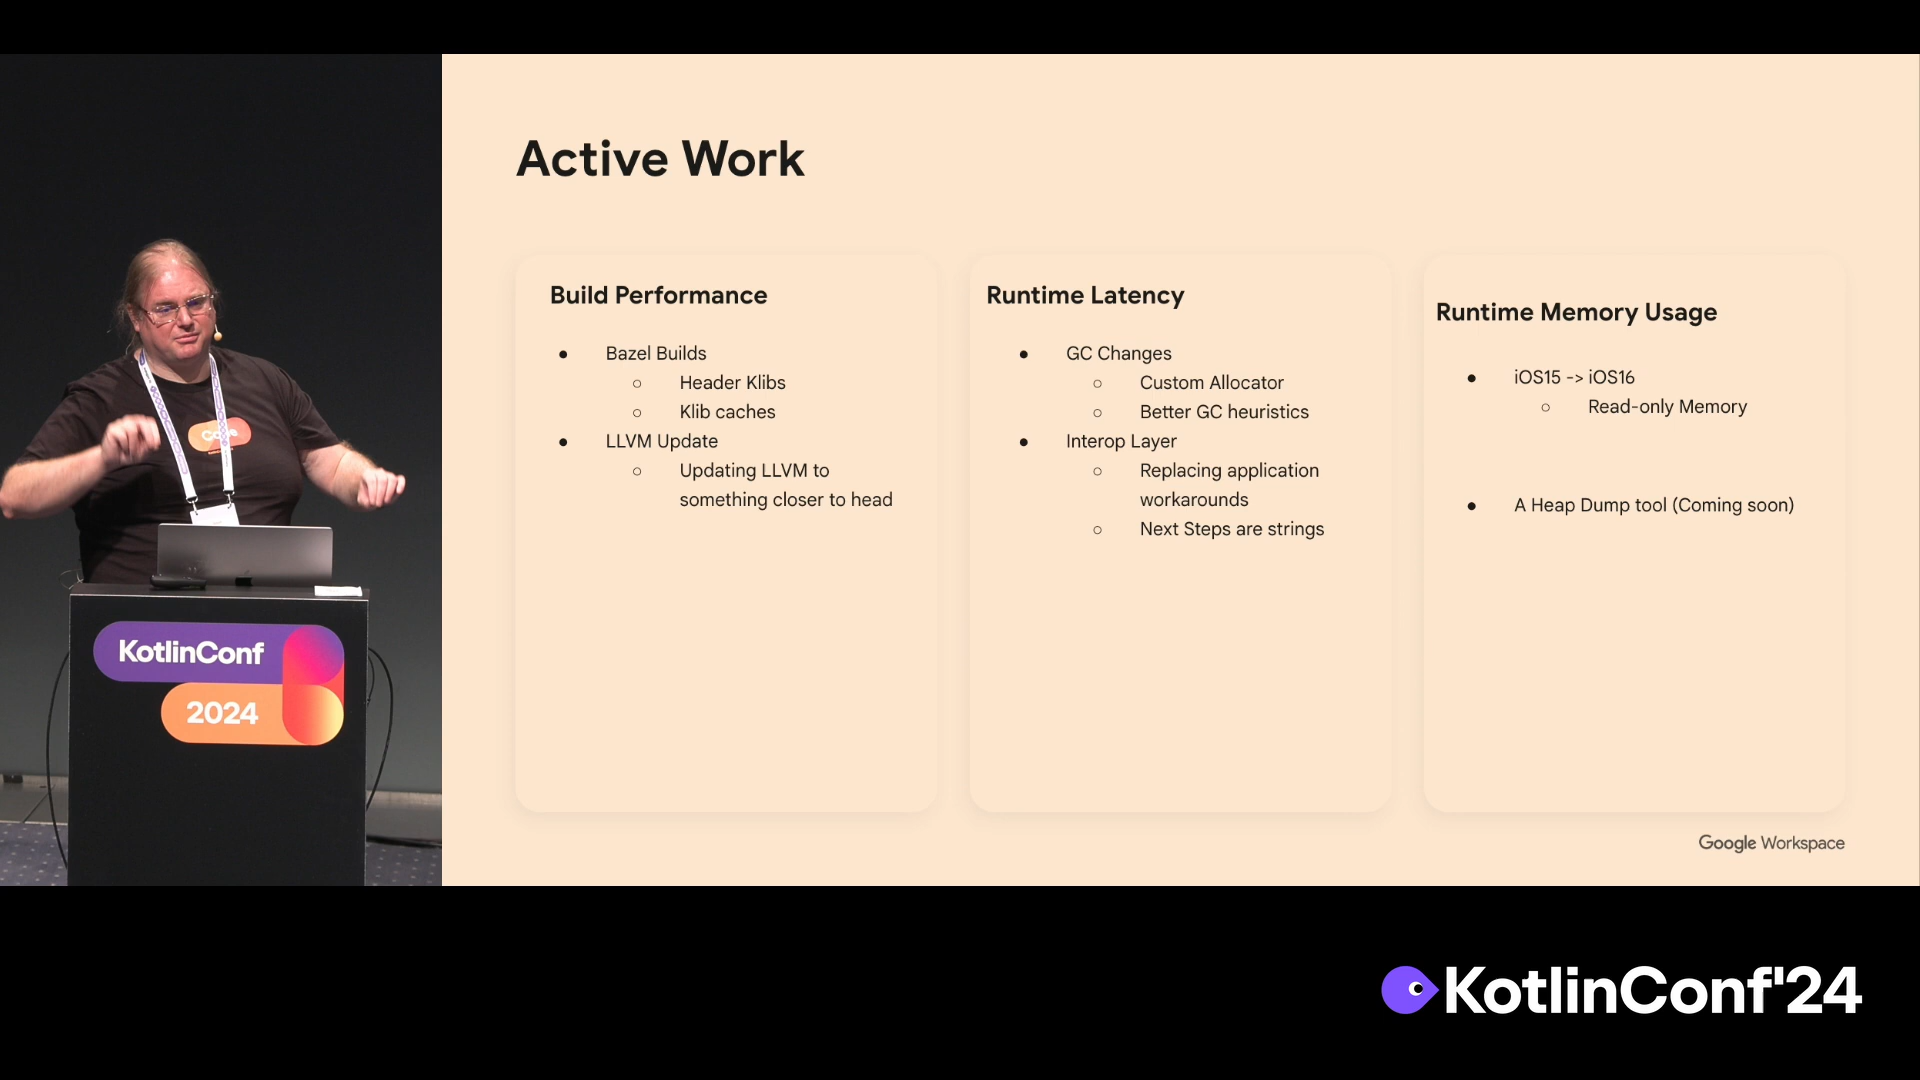 Active Work
Build Performance
● Bazel Builds
○ Header Klibs
○ Klib caches
● LLVM Update
○ Updating LLVM to
something closer to head
Runtime Latency
● GC Changes
○ Custom Allocator
○ Better GC heuristics
● Interop Layer
○ Replacing application
workarounds
○ Next Steps are strings
Runtime Memory Usage
● iOS15 -> iOS16
○ Read-only Memory
● A Heap Dump tool (Coming soon)
Google Workspace
KotlinConf
2024
KotlinConf'24